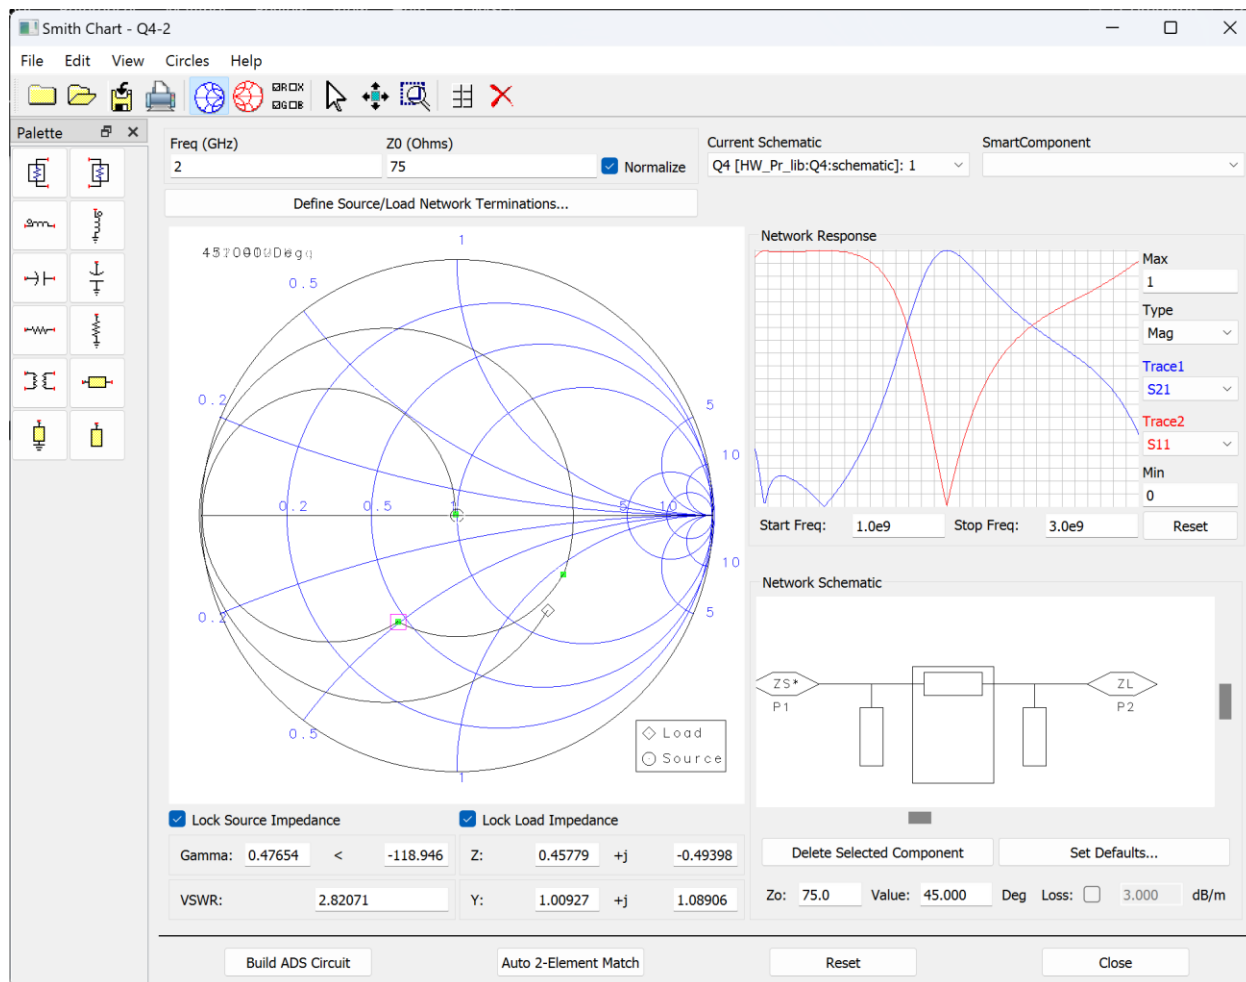 Smith Chart - Q4-2
File Edit View Circles Help
Palette
Freq (GHz)
Z0 (Ohms)
2
75
Normalize
Current Schematic
SmartComponent
Q4 [HW_Pr_lib:Q4:schematic]: 1
Define Source/Load Network Terminations...
1
0.5
0.2
5
10
0.2 0.5 1 5 10
10
0.2
5
0.5
1
Load
Source
Network Response
Max
1
Type
Mag
Trace1
S21
Trace2
S11
Min
0
Start Freq: 1.0e9 Stop Freq: 3.0e9 Reset
Network Schematic
ZS*
P1
ZL
P2
Lock Source Impedance
Lock Load Impedance
Gamma: 0.47654 < -118.946 Z: 0.45779 +j -0.49398
VSWR: 2.82071 Y: 1.00927 +j 1.08906
Delete Selected Component
Set Defaults...
Zo: 75.0 Value: 45.000 Deg Loss: 3.000 dB/m
Build ADS Circuit
Auto 2-Element Match
Reset
Close